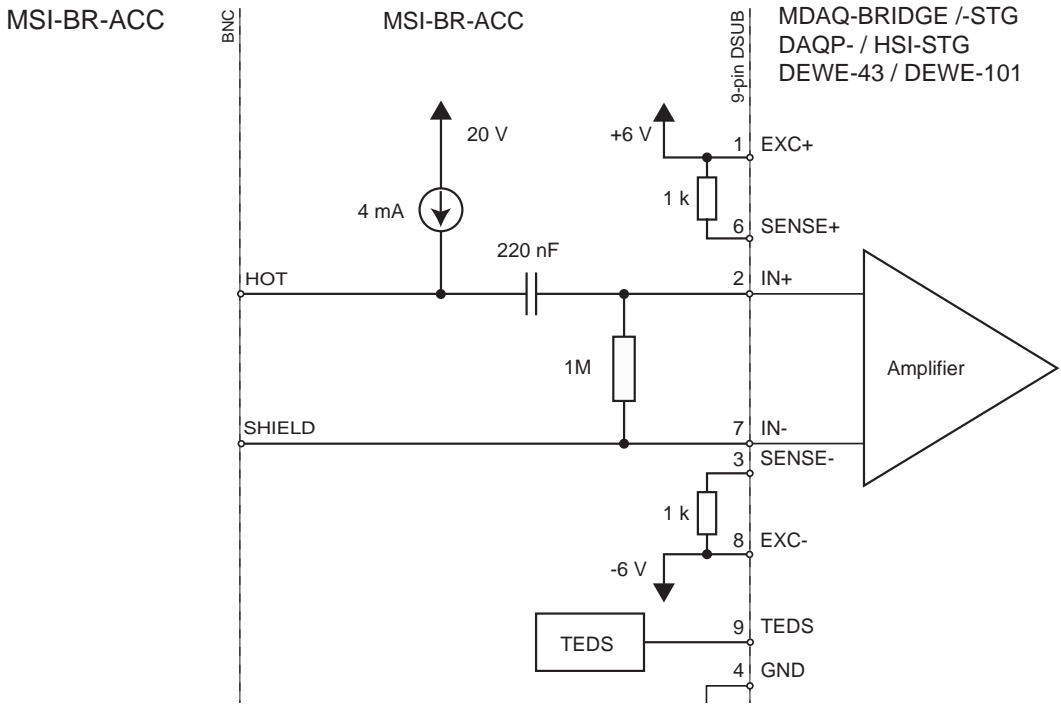 MSI-BR-ACC
BNC
MSI-BR-ACC
9-pin DSUB
MDAQ-BRIDGE /-STG
DAQP- / HSI-STG
DEWE-43 / DEWE-101
20 V
+6 V
1 EXC+
1 k
4 mA
6 SENSE+
220 nF
HOT
2 IN+
1M
Amplifier
SHIELD
7 IN-
3 SENSE-
1 k
8 EXC-
-6 V
TEDS
9 TEDS
4 GND